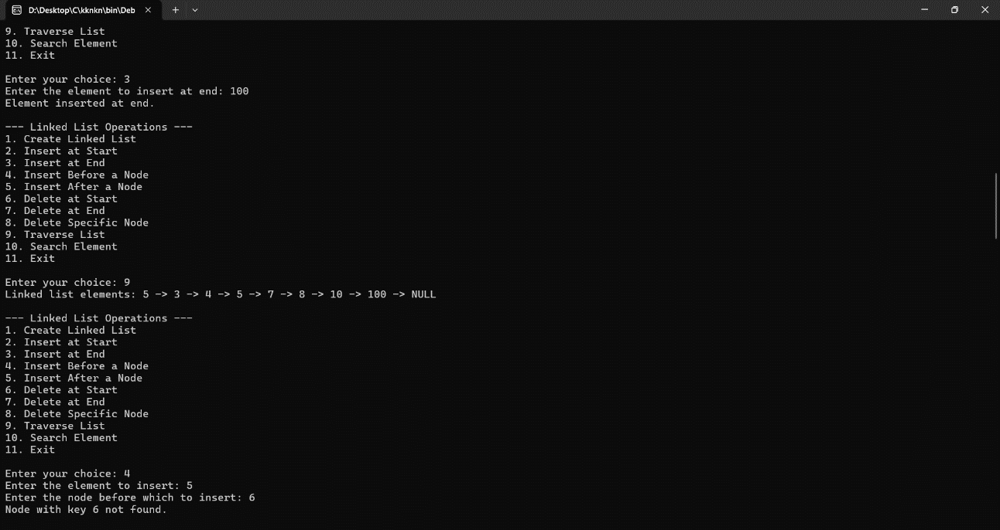 D:\Desktop\C\kknkn\bin\Deb
9. Traverse List
10. Search Element
11. Exit
Enter your choice: 3
Enter the element to insert at end: 100
Element inserted at end.
--- Linked List Operations ---
1. Create Linked List
2. Insert at Start
3. Insert at End
4. Insert Before a Node
5. Insert After a Node
6. Delete at Start
7. Delete at End
8. Delete Specific Node
9. Traverse List
10. Search Element
11. Exit
Enter your choice: 9
Linked list elements: 5 -> 3 -> 4 -> 5 -> 7 -> 8 -> 10 -> 100 -> NULL
--- Linked List Operations ---
1. Create Linked List
2. Insert at Start
3. Insert at End
4. Insert Before a Node
5. Insert After a Node
6. Delete at Start
7. Delete at End
8. Delete Specific Node
9. Traverse List
10. Search Element
11. Exit
Enter your choice: 4
Enter the element to insert: 5
Enter the node before which to insert: 6
Node with key 6 not found.